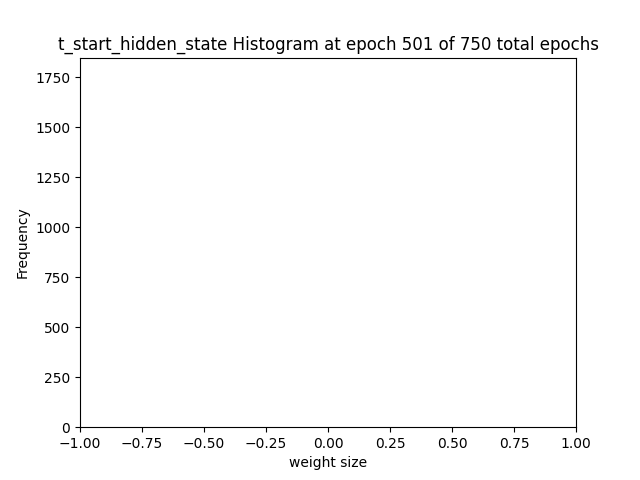 t_start_hidden_state Histogram at epoch 501 of 750 total epochs
1750
1500
1250
1000
750
500
250
0
Frequency
−1.00 −0.75 −0.50 −0.25 0.00 0.25 0.50 0.75 1.00
weight size